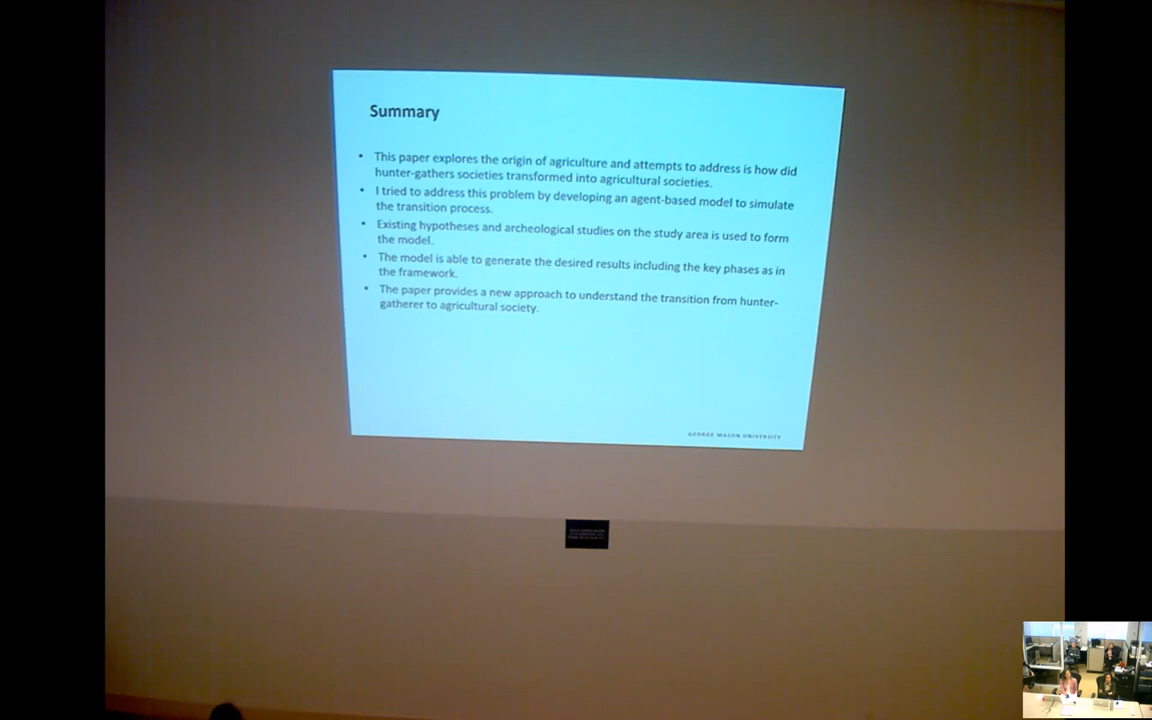 Summary
• This paper explores the origin of agriculture and attempts to address is how did
hunter-gathers societies transformed into agricultural societies.
• I tried to address this problem by developing an agent-based model to simulate
the transition process.
• Existing hypotheses and archeological studies on the study area is used to form
the model.
• The model is able to generate the desired results including the key phases as in
the framework.
• The paper provides a new approach to understand the transition from hunter-
gatherer to agricultural society.
GEORGE MASON UNIVERSITY